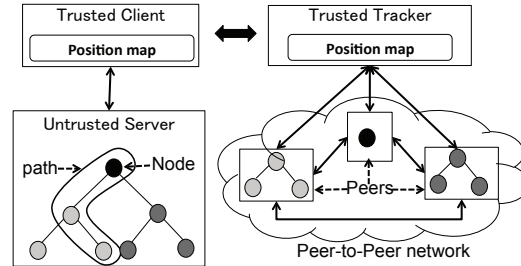 Trusted Client
Position map
Trusted Tracker
Position map
Untrusted Server
path
Node
Peers
Peer-to-Peer network